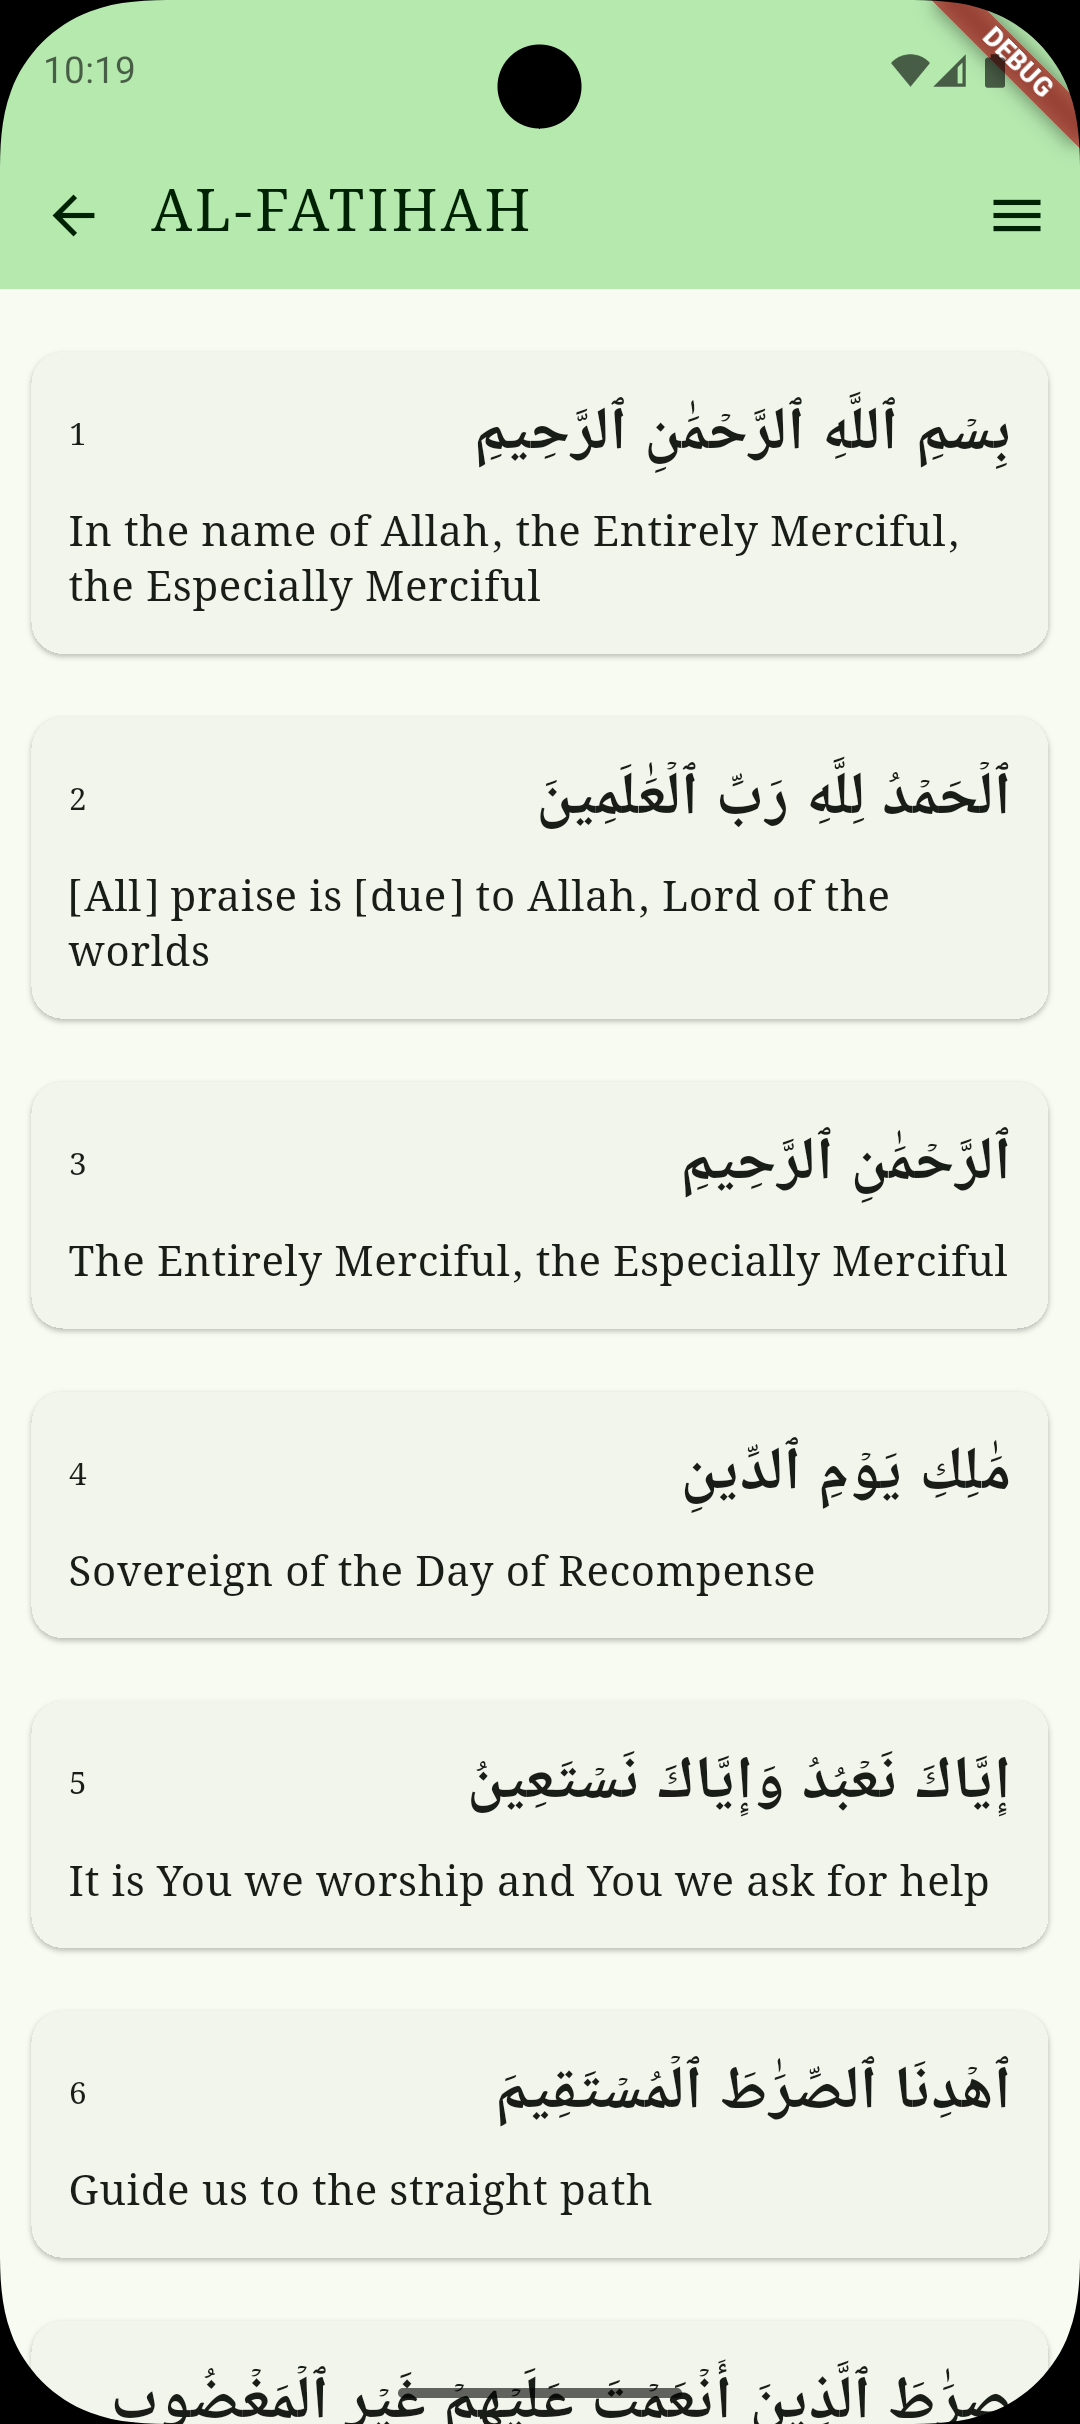 10:19
DEBUG
AL-FATIHAH
1
بِسۡمِ ٱللَّهِ ٱلرَّحۡمَٰنِ ٱلرَّحِيمِ
In the name of Allah, the Entirely Merciful,
the Especially Merciful
2
ٱلۡحَمۡدُ لِلَّهِ رَبِّ ٱلۡعَٰلَمِينَ
[All] praise is [due] to Allah, Lord of the
worlds
3
ٱلرَّحۡمَٰنِ ٱلرَّحِيمِ
The Entirely Merciful, the Especially Merciful
4
مَٰلِكِ يَوۡمِ ٱلدِّينِ
Sovereign of the Day of Recompense
5
إِيَّاكَ نَعۡبُدُ وَإِيَّاكَ نَسۡتَعِينُ
It is You we worship and You we ask for help
6
ٱهۡدِنَا ٱلصِّرَٰطَ ٱلۡمُسۡتَقِيمَ
Guide us to the straight path
صِرَٰطَ ٱلَّذِينَ أَنۡعَمۡتَ عَلَيۡهِمۡ غَيۡرِ ٱلۡمَغۡضُوبِ